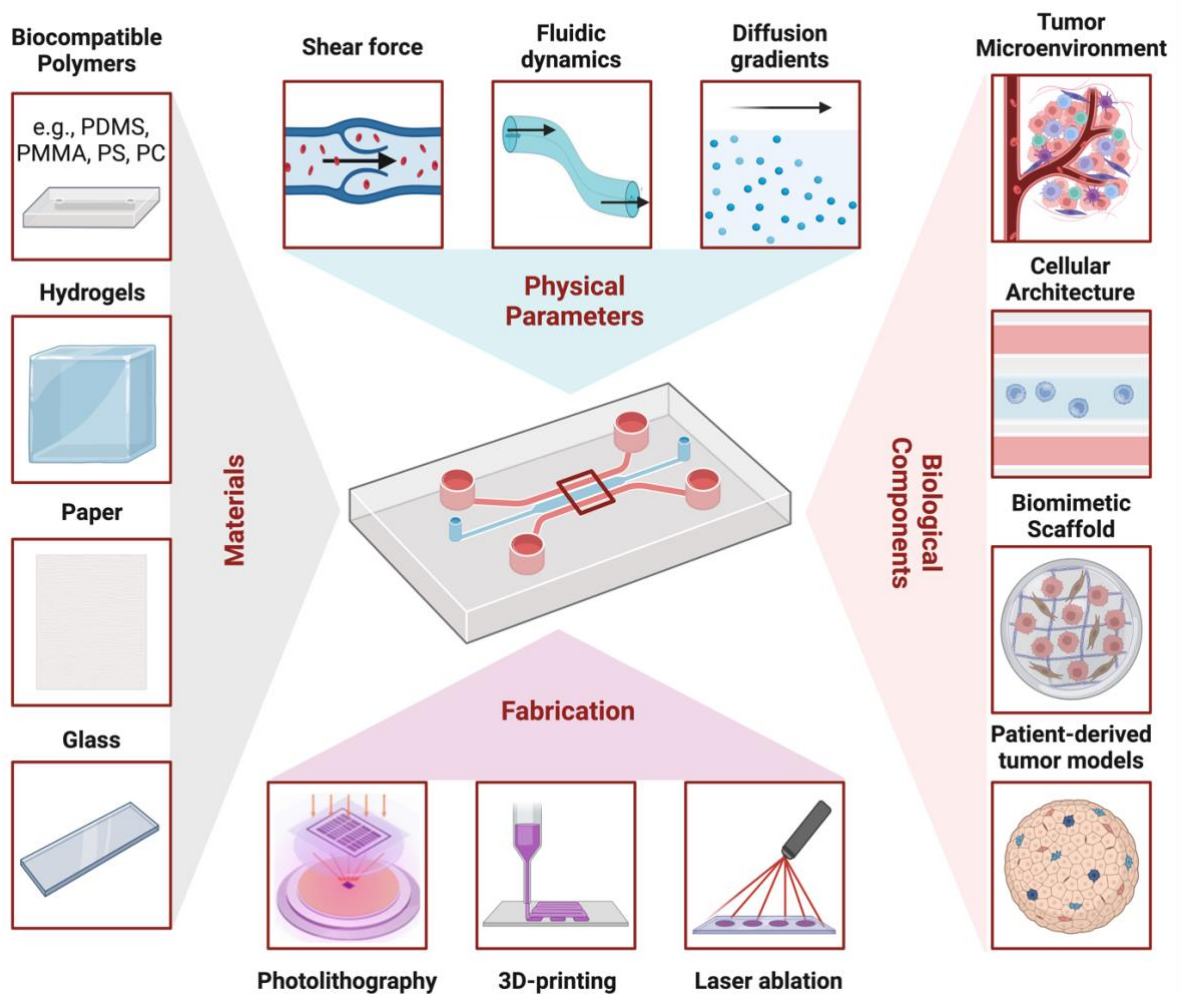 Biocompatible
Polymers
e.g., PDMS,
PMMA, PS, PC
Hydrogels
Paper
Glass
Materials
Shear force
Fluidic
dynamics
Diffusion
gradients
Physical
Parameters
Fabrication
Photolithography
3D-printing
Laser ablation
Biological
Components
Tumor
Microenvironment
Cellular
Architecture
Biomimetic
Scaffold
Patient-derived
tumor models